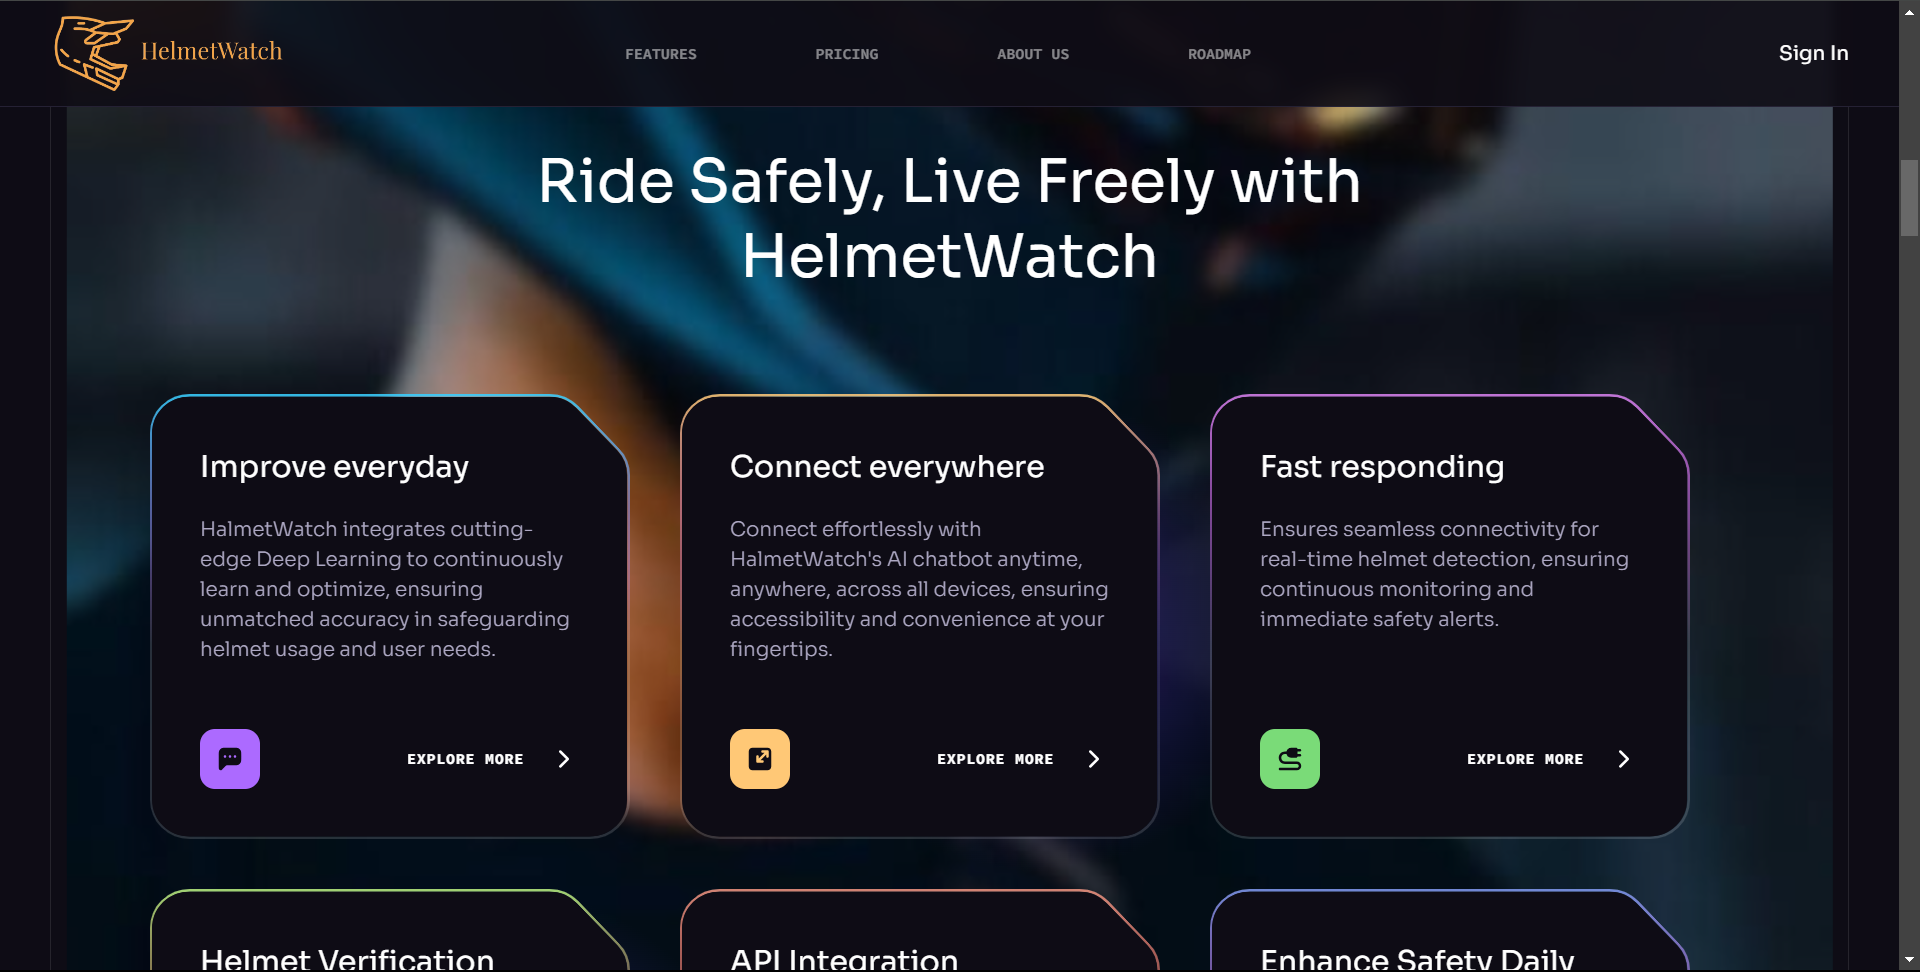 HelmetWatch
FEATURES
PRICING
ABOUT US
ROADMAP
Sign In
Ride Safely, Live Freely with
HelmetWatch
Improve everyday
HalmetWatch integrates cutting-
edge Deep Learning to continuously
learn and optimize, ensuring
unmatched accuracy in safeguarding
helmet usage and user needs.
EXPLORE MORE
Connect everywhere
Connect effortlessly with
HalmetWatch's AI chatbot anytime,
anywhere, across all devices, ensuring
accessibility and convenience at your
fingertips.
EXPLORE MORE
Fast responding
Ensures seamless connectivity for
real-time helmet detection, ensuring
continuous monitoring and
immediate safety alerts.
EXPLORE MORE
Helmet Verification
API Integration
Enhance Safety Daily